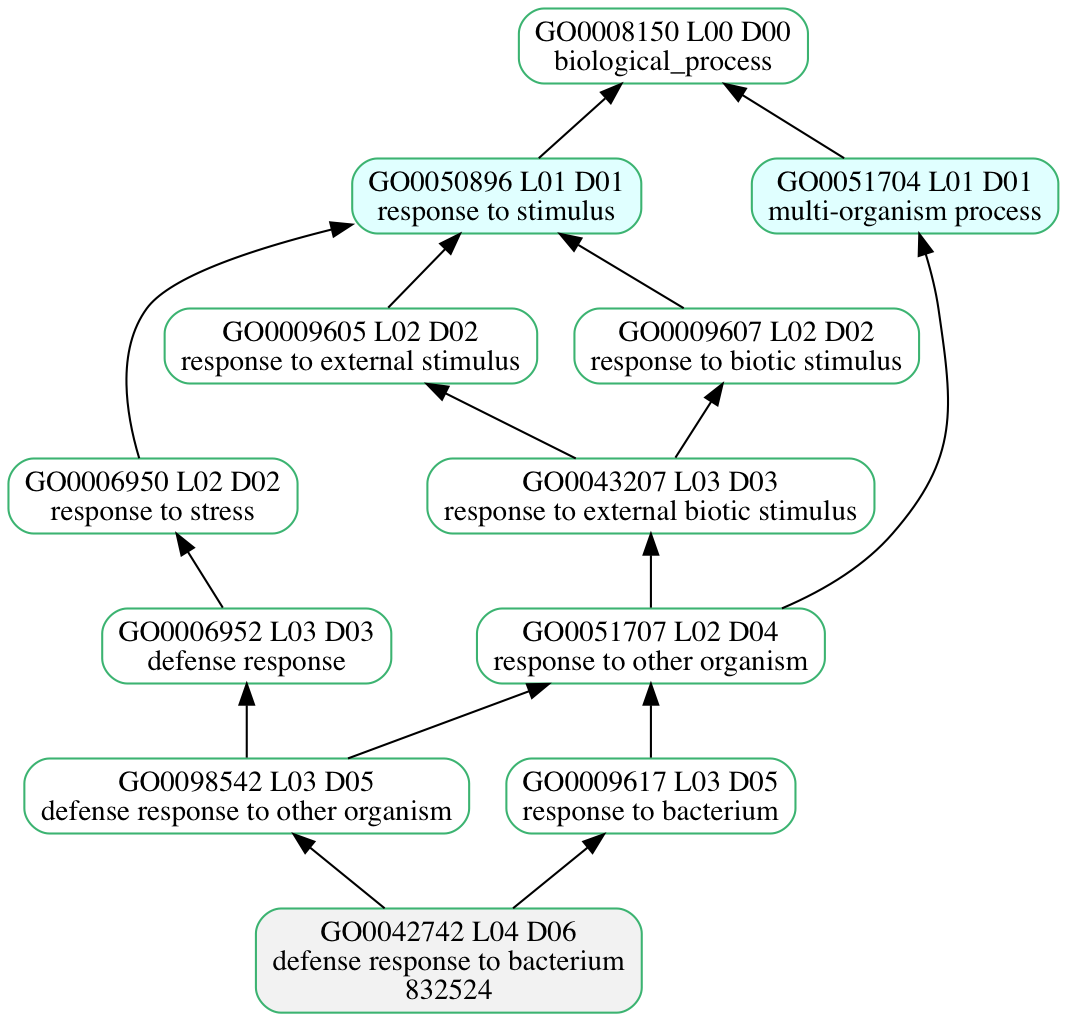 GO0008150 L00 D00
biological_process
GO0050896 L01 D01
response to stimulus
GO0051704 L01 D01
multi-organism process
GO0009605 L02 D02
response to external stimulus
GO0009607 L02 D02
response to biotic stimulus
GO0006950 L02 D02
response to stress
GO0043207 L03 D03
response to external biotic stimulus
GO0006952 L03 D03
defense response
GO0051707 L02 D04
response to other organism
GO0098542 L03 D05
defense response to other organism
GO0009617 L03 D05
response to bacterium
GO0042742 L04 D06
defense response to bacterium
832524